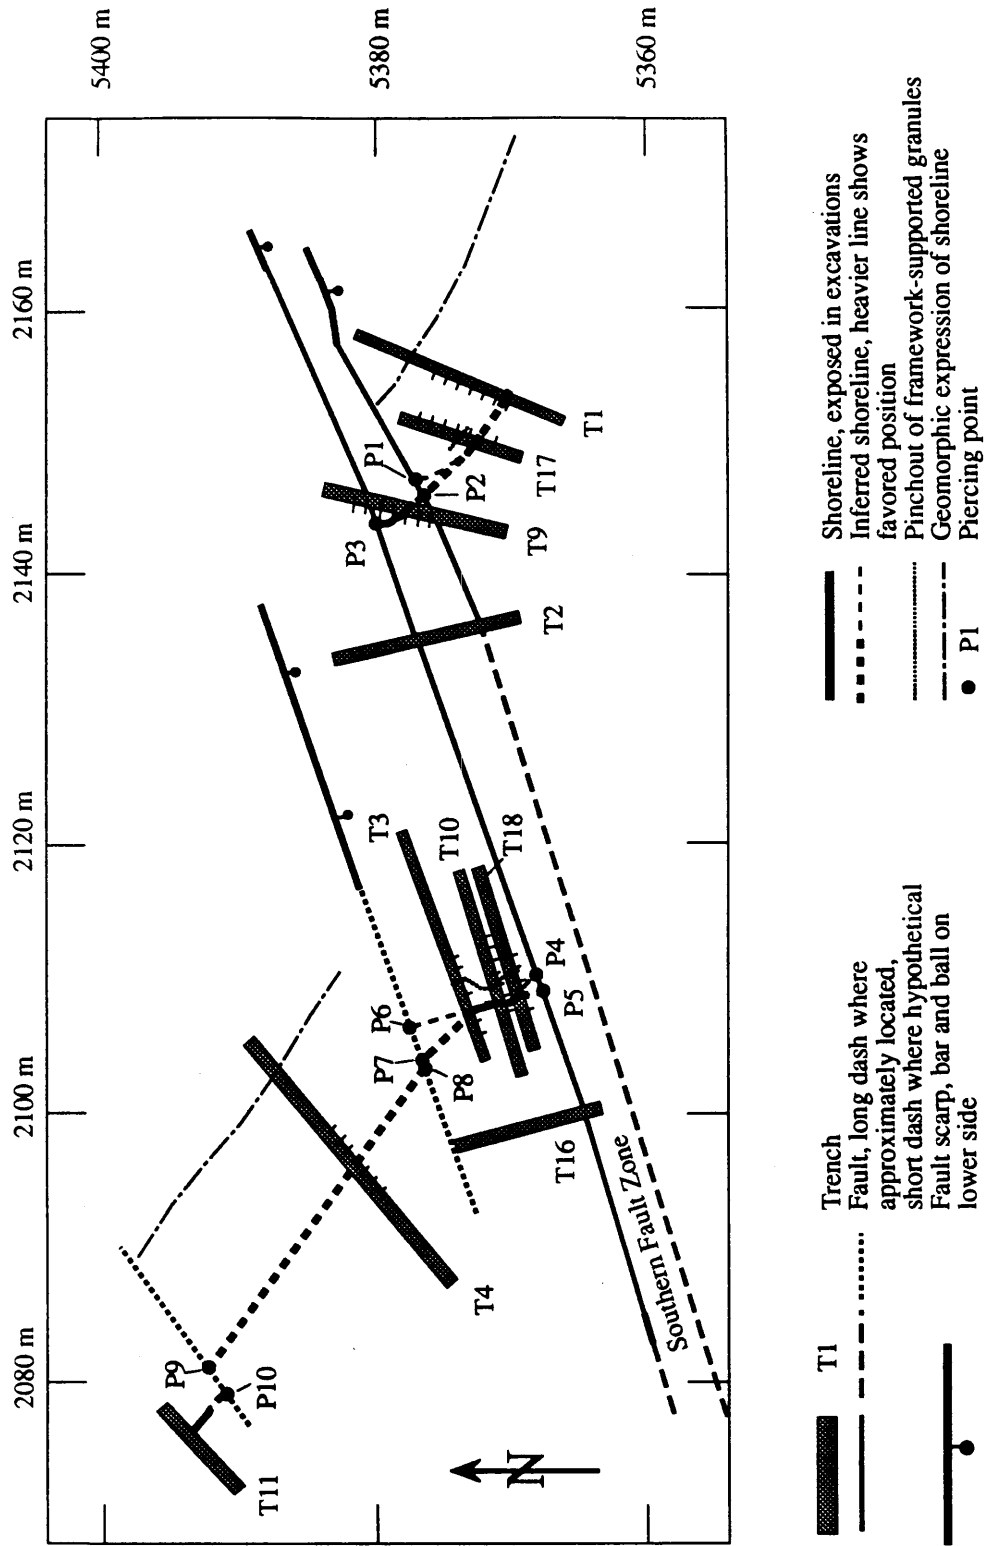 5400 m
5380 m
5360 m
2160 m
2140 m
2120 m
2100 m
2080 m
P1
P2
P3
T1
T17
T9
T2
T3
T10
T18
P4
P5
P6
P7
P8
T16
T4
P9
P10
T11
Southern Fault Zone
N
T1
Trench
Fault, long dash where
approximately located,
short dash where hypothetical
Fault scarp, bar and ball on
lower side
Shoreline, exposed in excavations
Inferred shoreline, heavier line shows
favored position
Pinchout of framework-supported granules
Geomorphic expression of shoreline
P1
Piercing point